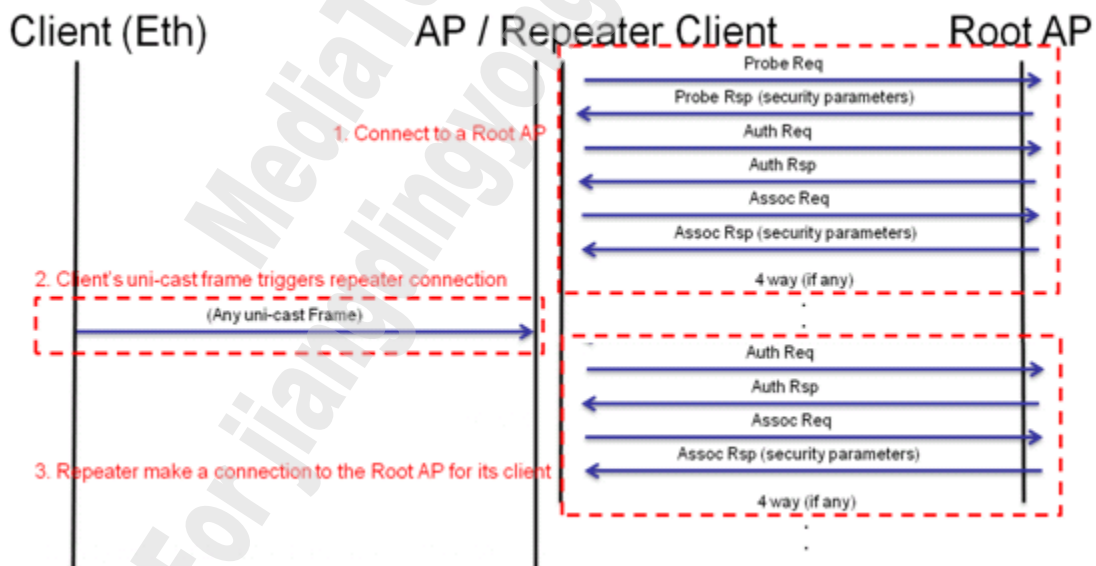 Client (Eth)
AP / Repeater Client
Root AP
Probe Req
Probe Rsp (security parameters)
1. Connect to a Root AP
Auth Req
Auth Rsp
Assoc Req
Assoc Rsp (security parameters)
2. Client's uni-cast frame triggers repeater connection
4 way (if any)
(Any uni-cast Frame)
Auth Req
Auth Rsp
Assoc Req
Assoc Rsp (security parameters)
3. Repeater make a connection to the Root AP for its client
4 way (if any)